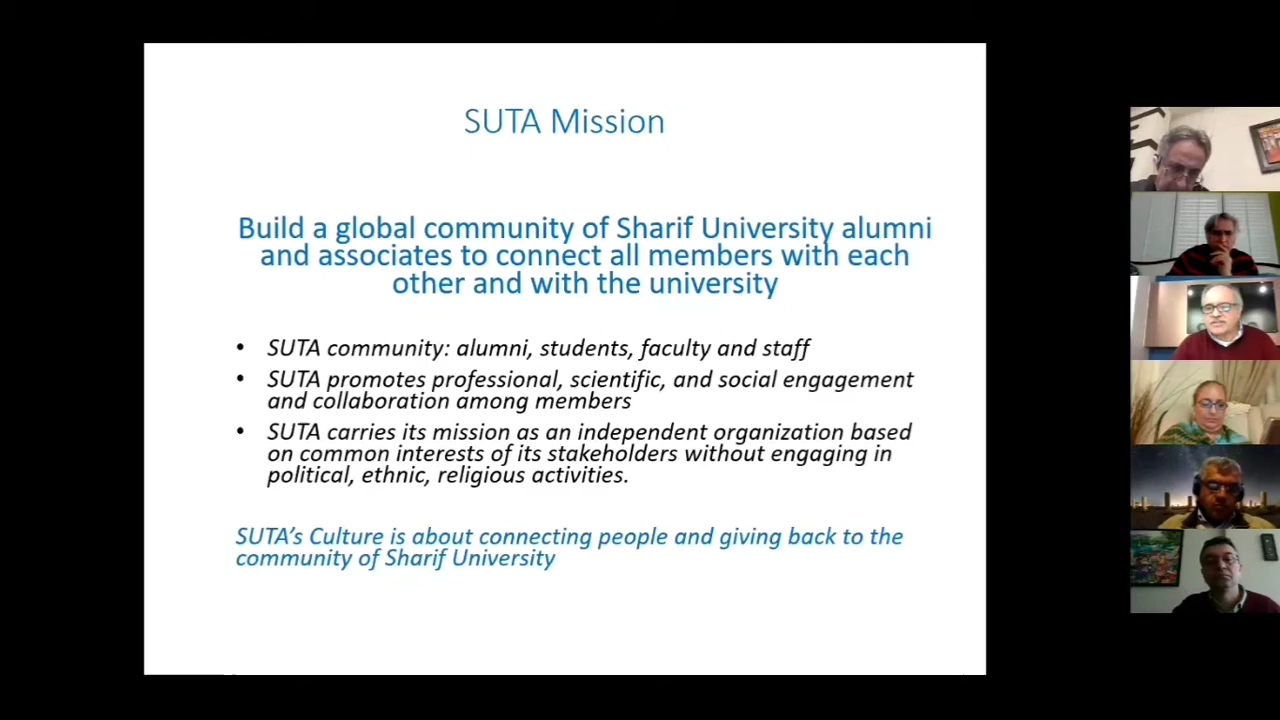 SUTA Mission
Build a global community of Sharif University alumni
and associates to connect all members with each
other and with the university
• SUTA community: alumni, students, faculty and staff
• SUTA promotes professional, scientific, and social engagement
and collaboration among members
• SUTA carries its mission as an independent organization based
on common interests of its stakeholders without engaging in
political, ethnic, religious activities.
SUTA’s Culture is about connecting people and giving back to the
community of Sharif University